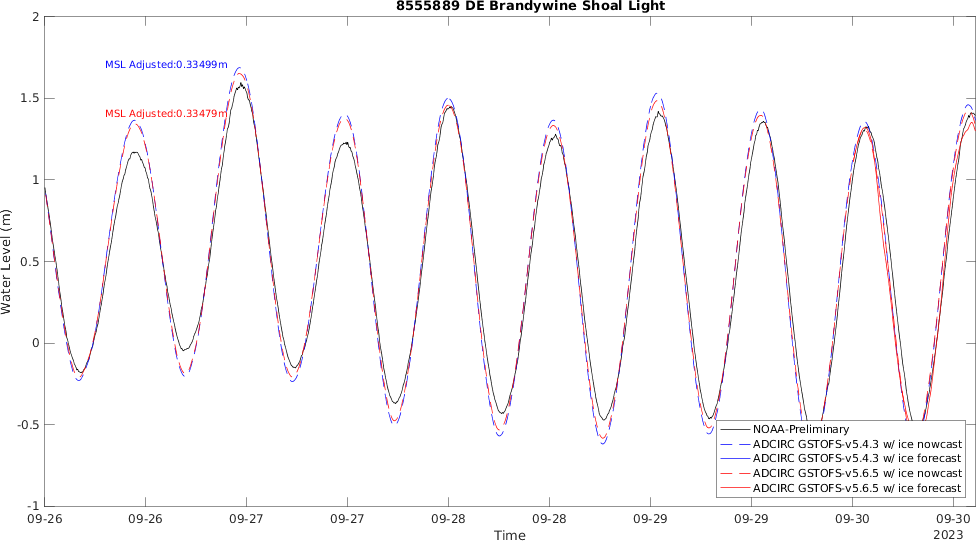 8555889 DE Brandywine Shoal Light
2
1.5
1
0.5
0
-0.5
-1
Water Level (m)
MSL Adjusted:0.33499m
MSL Adjusted:0.33479m
NOAA-Preliminary
ADCIRC GSTOFS-v5.4.3 w/ ice nowcast
ADCIRC GSTOFS-v5.4.3 w/ ice forecast
ADCIRC GSTOFS-v5.6.5 w/ ice nowcast
ADCIRC GSTOFS-v5.6.5 w/ ice forecast
09-26 09-26 09-27 09-27 09-28 09-28 09-29 09-29 09-30 09-30
Time
2023